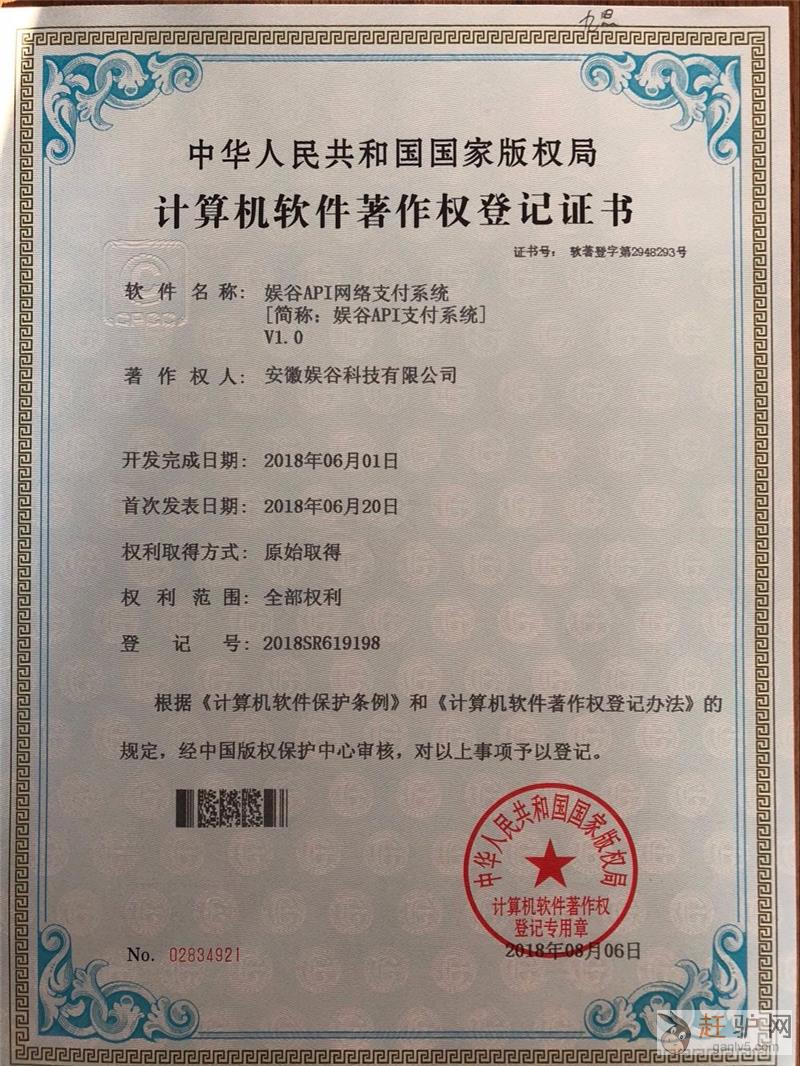 中华人民共和国国家版权局
计算机软件著作权登记证书
证书号： 软著登字第2948293号
软件名称： 娱谷API网络支付系统
[简称：娱谷API支付系统]
V1.0
著作权人： 安徽娱谷科技有限公司
开发完成日期： 2018年06月01日
首次发表日期： 2018年06月20日
权利取得方式： 原始取得
权利范围： 全部权利
登记号： 2018SR619198
根据《计算机软件保护条例》和《计算机软件著作权登记办法》的
规定，经中国版权保护中心审核，对以上事项予以登记。
中华人民共和国国家版权局
计算机软件著作权
登记专用章
No. 02834921
2018年08月06日
赶驴网
ganlv5.com